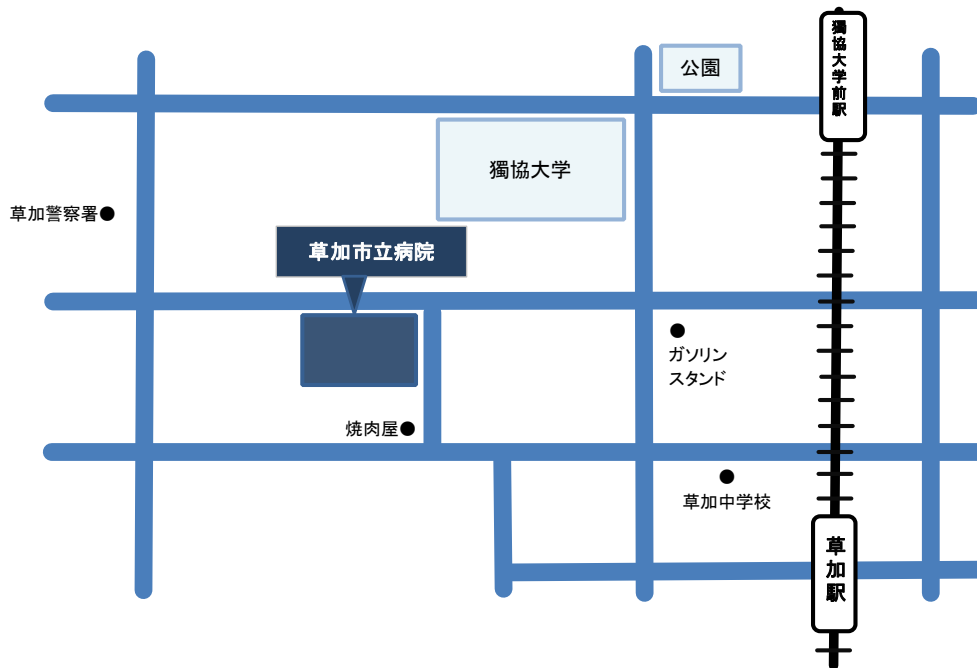 獨協大学前駅
公園
獨協大学
草加警察署
草加市立病院
ガソリン
スタンド
焼肉屋
草加中学校
草加駅